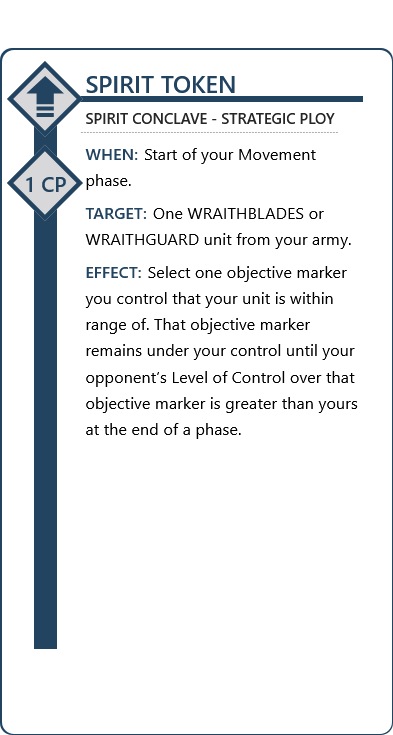 SPIRIT TOKEN
SPIRIT CONCLAVE - STRATEGIC PLOY
1 CP
WHEN: Start of your Movement
phase.
TARGET: One WRAITHBLADES or
WRAITHGUARD unit from your army.
EFFECT: Select one objective marker
you control that your unit is within
range of. That objective marker
remains under your control until your
opponent’s Level of Control over that
objective marker is greater than yours
at the end of a phase.